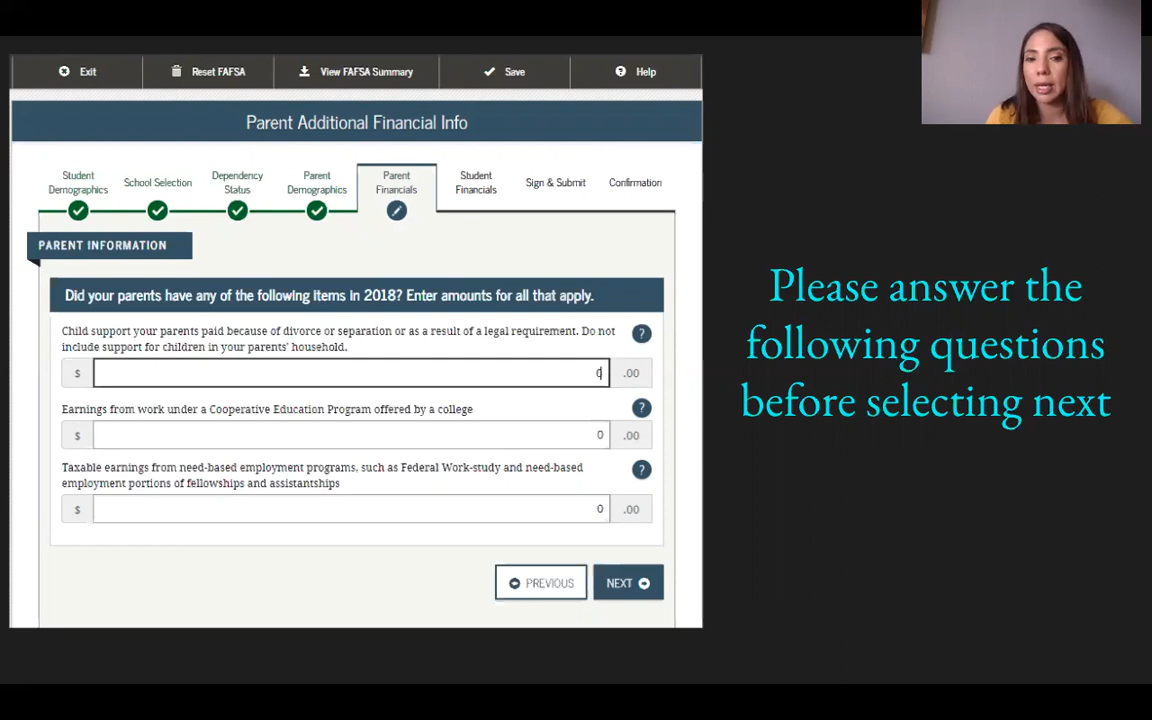 Exit
Reset FAFSA
View FAFSA Summary
Save
Help
Parent Additional Financial Info
Student
Demographics
School Selection
Dependency
Status
Parent
Demographics
Parent
Financials
Student
Financials
Sign & Submit
Confirmation
PARENT INFORMATION
Did your parents have any of the following items in 2018? Enter amounts for all that apply.
Child support your parents paid because of divorce or separation or as a result of a legal requirement. Do not
include support for children in your parents' household.
?
$ 0 .00
Earnings from work under a Cooperative Education Program offered by a college
?
$ 0 .00
Taxable earnings from need-based employment programs, such as Federal Work-study and need-based
employment portions of fellowships and assistantships
?
$ 0 .00
PREVIOUS
NEXT
Please answer the
following questions
before selecting next